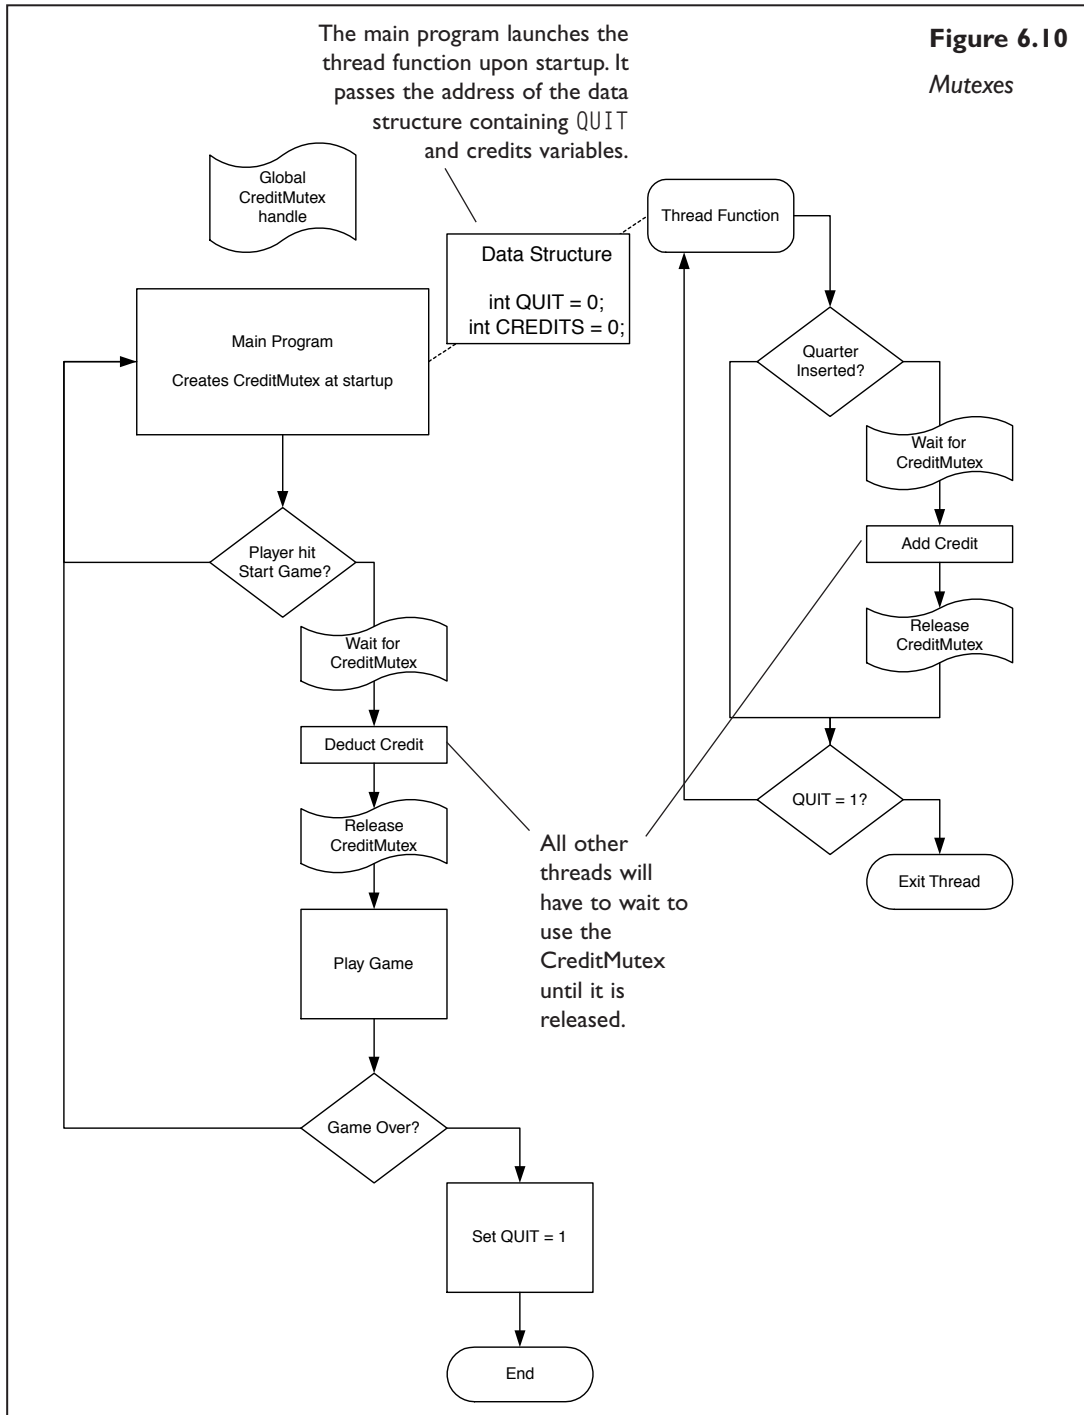 The main program launches the
thread function upon startup. It
passes the address of the data
structure containing QUIT
and credits variables.
Figure 6.10
Mutexes
Global
CreditMutex
handle
Thread Function
Data Structure
int QUIT = 0;
int CREDITS = 0;
Main Program
Creates CreditMutex at startup
Quarter
Inserted?
Wait for
CreditMutex
Add Credit
Release
CreditMutex
QUIT = 1?
Exit Thread
Player hit
Start Game?
Wait for
CreditMutex
Deduct Credit
Release
CreditMutex
All other
threads will
have to wait to
use the
CreditMutex
until it is
released.
Play Game
Game Over?
Set QUIT = 1
End